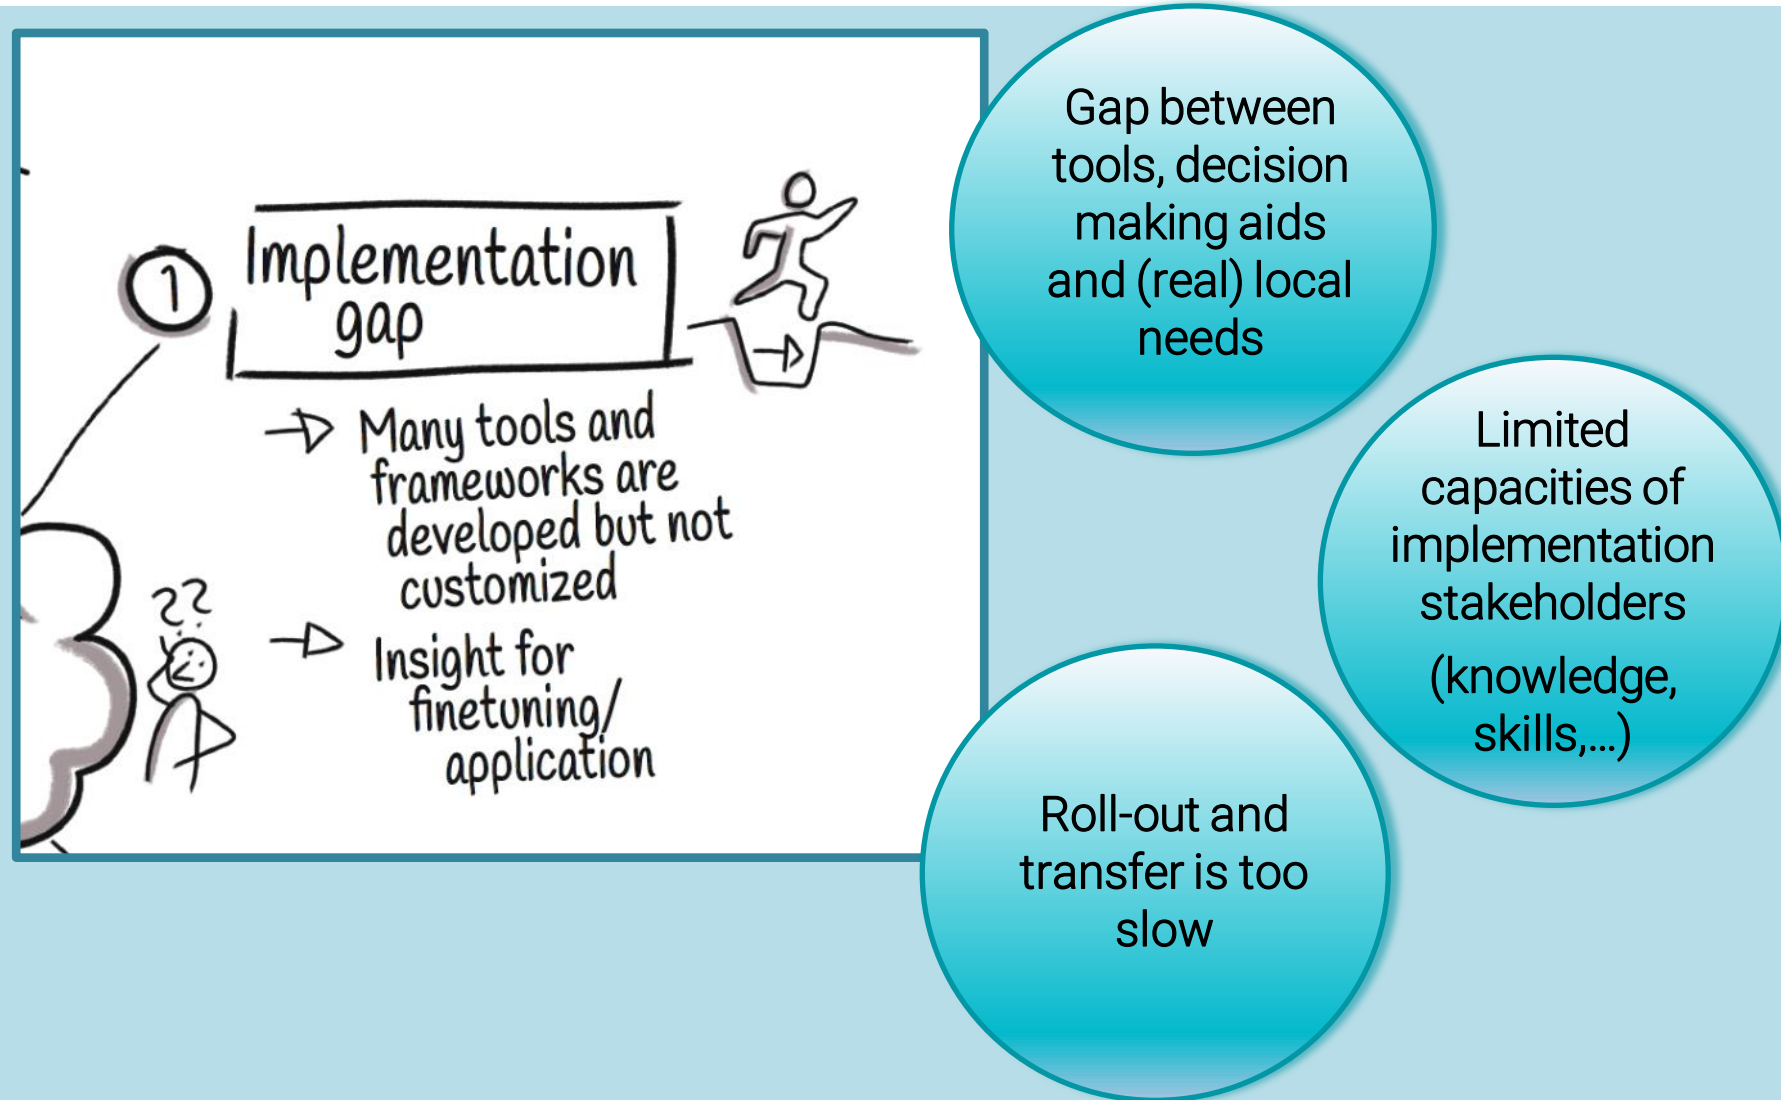 1
Implementation
gap
Many tools and
frameworks are
developed but not
customized
??
Insight for
finetuning/
application
Gap between
tools, decision
making aids
and (real) local
needs
Limited
capacities of
implementation
stakeholders
(knowledge,
skills,...)
Roll-out and
transfer is too
slow